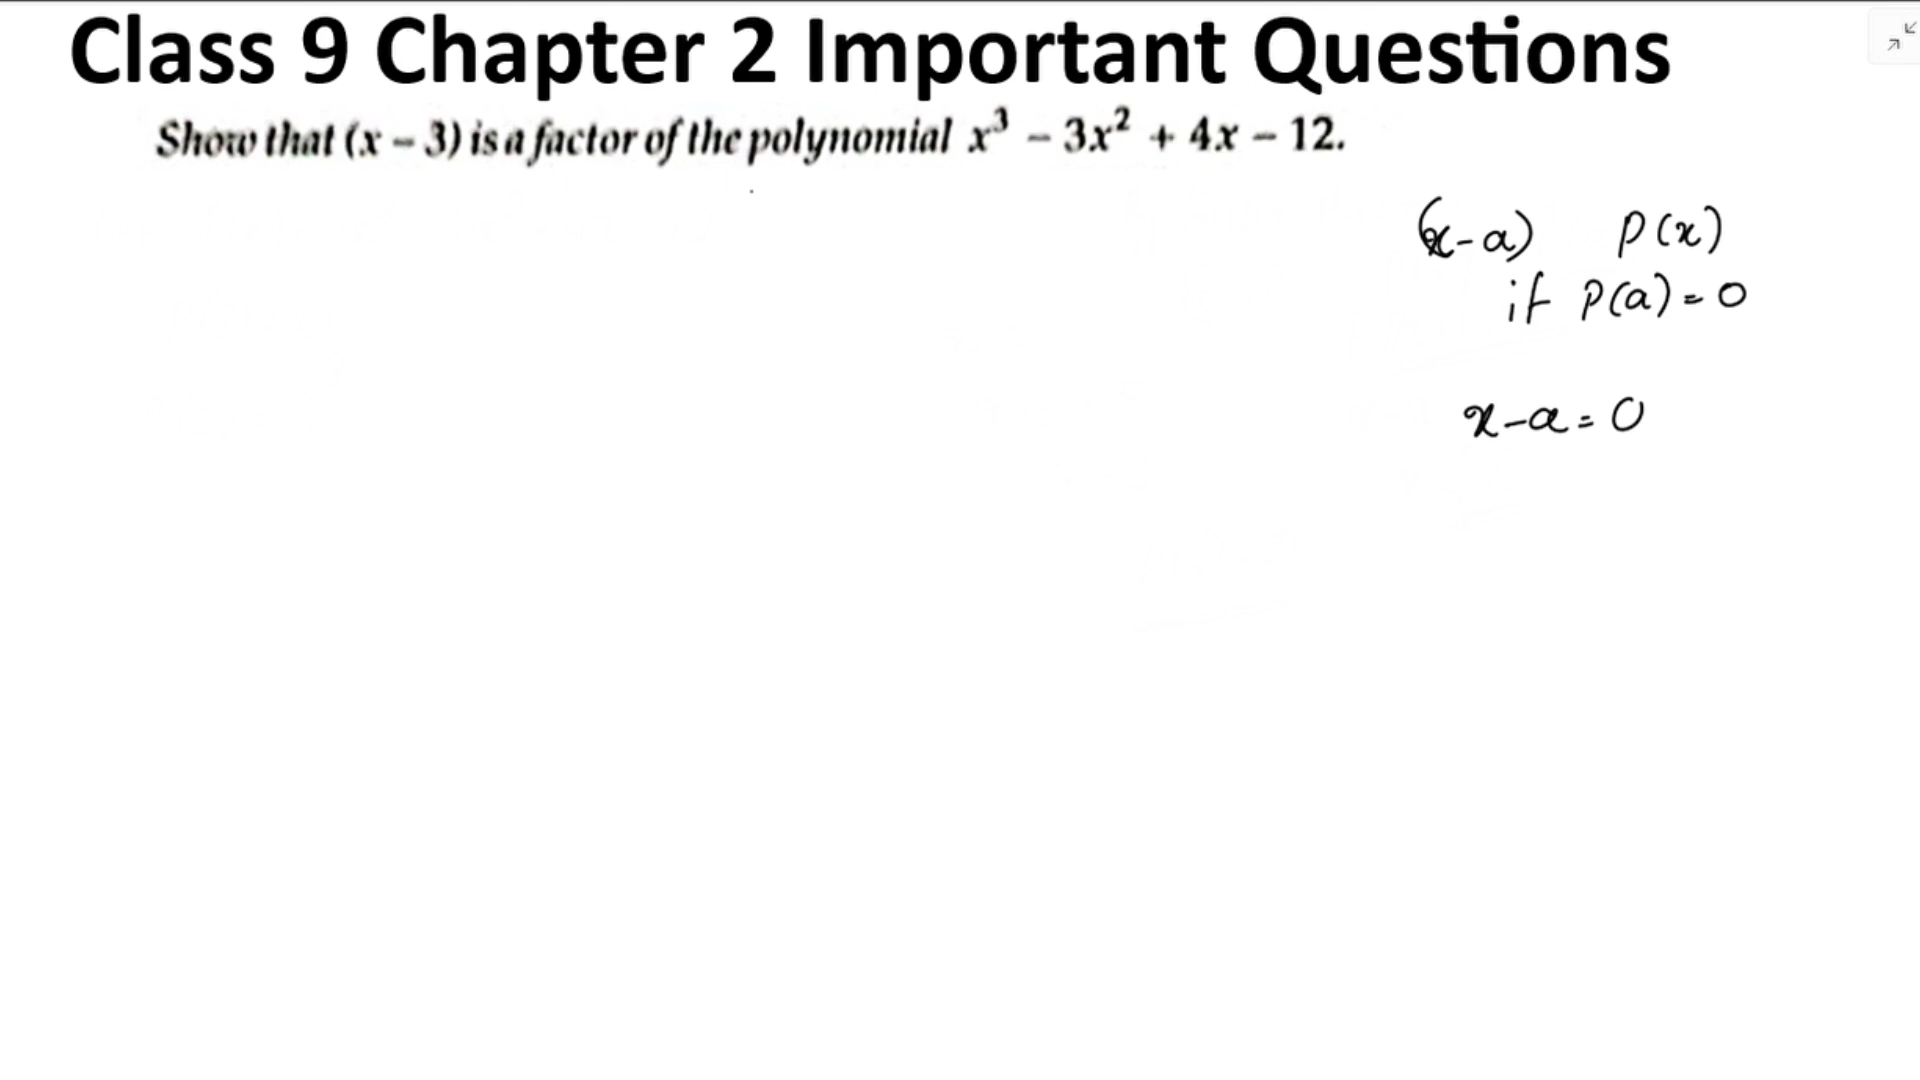 Class 9 Chapter 2 Important Questions
Show that (x – 3) is a factor of the polynomial x³ – 3x² + 4x – 12.
(x-a) P(x)
if P(a)=0
x-a=0